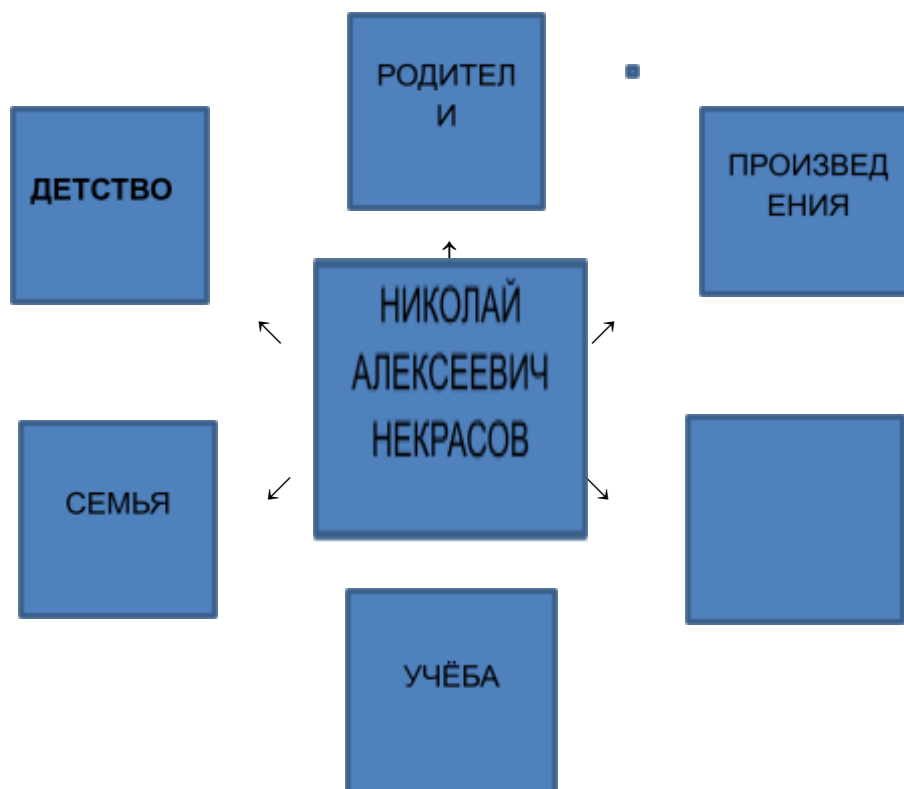 РОДИТЕЛ
И
ДЕТСТВО
ПРОИЗВЕД
ЕНИЯ
НИКОЛАЙ
АЛЕКСЕЕВИЧ
НЕКРАСОВ
СЕМЬЯ
УЧЁБА